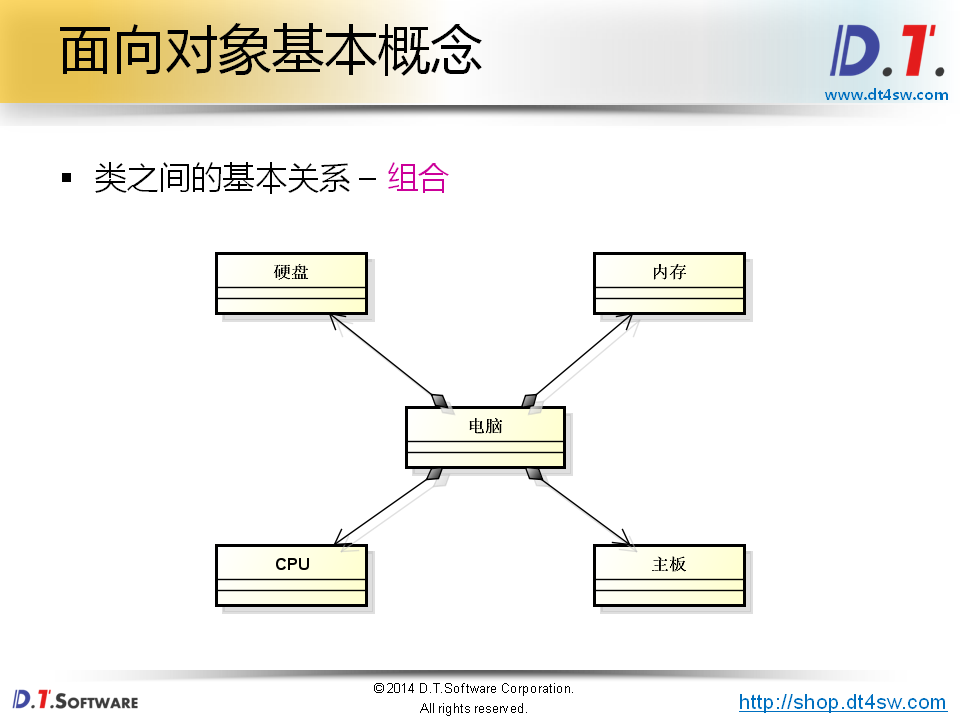 面向对象基本概念
D.T.
www.dt4sw.com
▪ 类之间的基本关系 – 组合
硬盘
内存
电脑
CPU
主板
D.T.SOFTWARE
©2014 D.T.Software Corporation.
All rights reserved.
http://shop.dt4sw.com